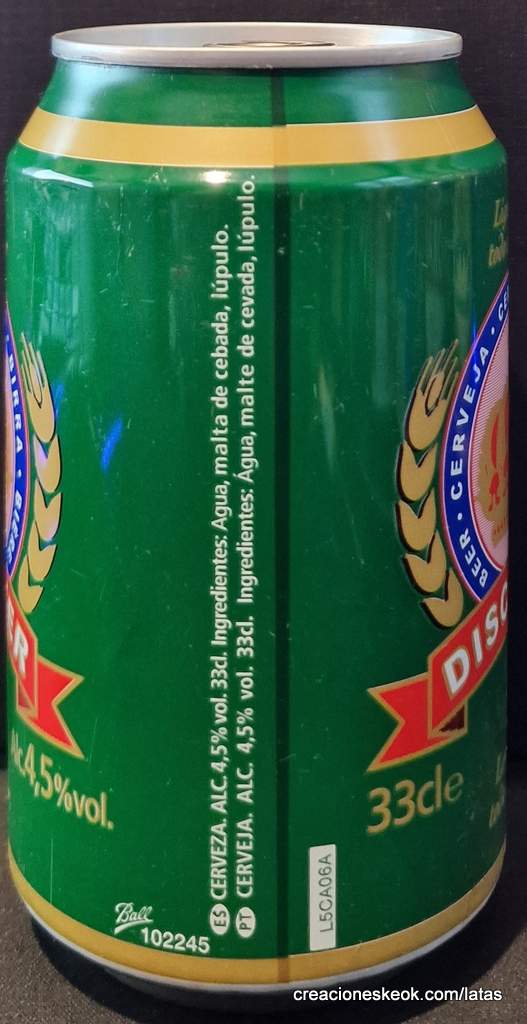 BIRRA
ER
Alc.4,5%vol.
ES CERVEZA. ALC. 4,5% vol. 33cl. Ingredientes: Agua, malta de cebada, lúpulo.
PT CERVEJA. ALC. 4,5% vol. 33cl. Ingredientes: Água, malte de cevada, lúpulo.
Ball
102245
L5CA06A
BEER · CERVEJA ·
DISC
33cle
creacioneskeok.com/latas